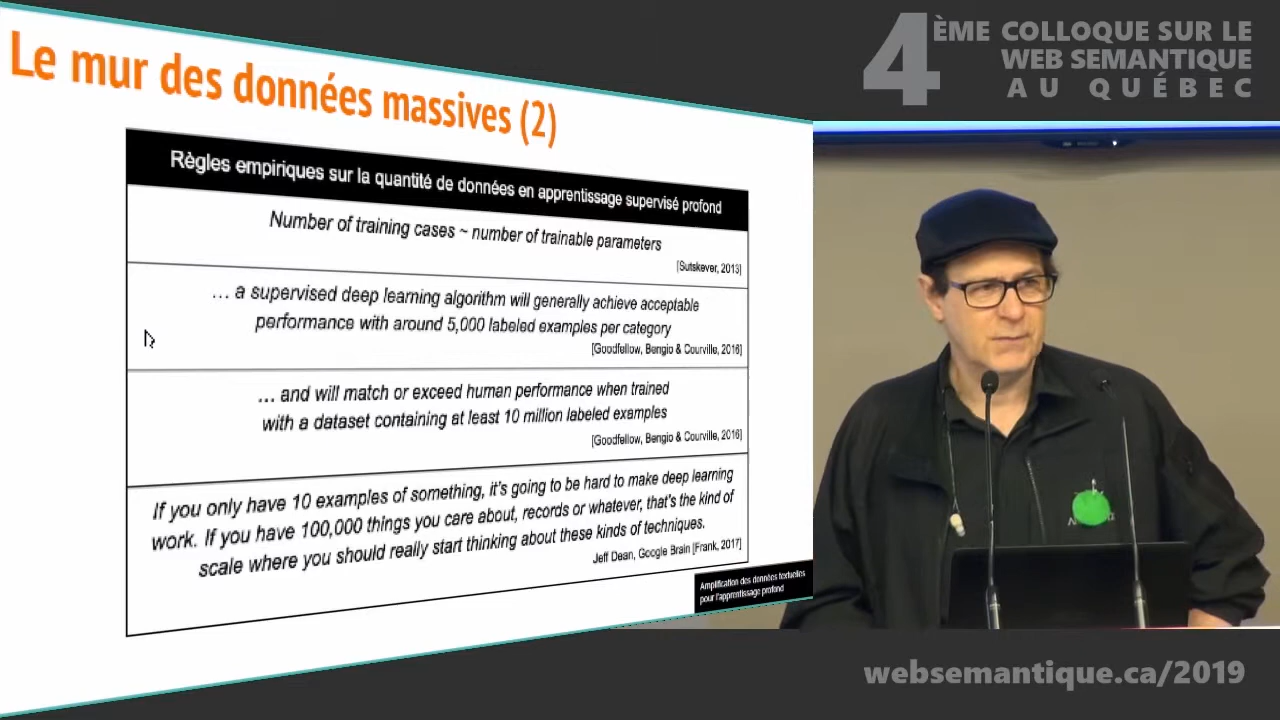 Le mur des données massives (2)
Règles empiriques sur la quantité de données en apprentissage supervisé profond
Number of training cases ~ number of trainable parameters
[Sutskever, 2013]
… a supervised deep learning algorithm will generally achieve acceptable
performance with around 5,000 labeled examples per category
[Goodfellow, Bengio & Courville, 2016]
… and will match or exceed human performance when trained
with a dataset containing at least 10 million labeled examples
[Goodfellow, Bengio & Courville, 2016]
If you only have 10 examples of something, it's going to be hard to make deep learning
work. If you have 100,000 things you care about, records or whatever, that's the kind of
scale where you should really start thinking about these kinds of techniques.
Jeff Dean, Google Brain [Frank, 2017]
Amplification des données textuelles
pour l'apprentissage profond
4ÈME COLLOQUE SUR LE
WEB SEMANTIQUE
AU QUÉBEC
websemantique.ca/2019